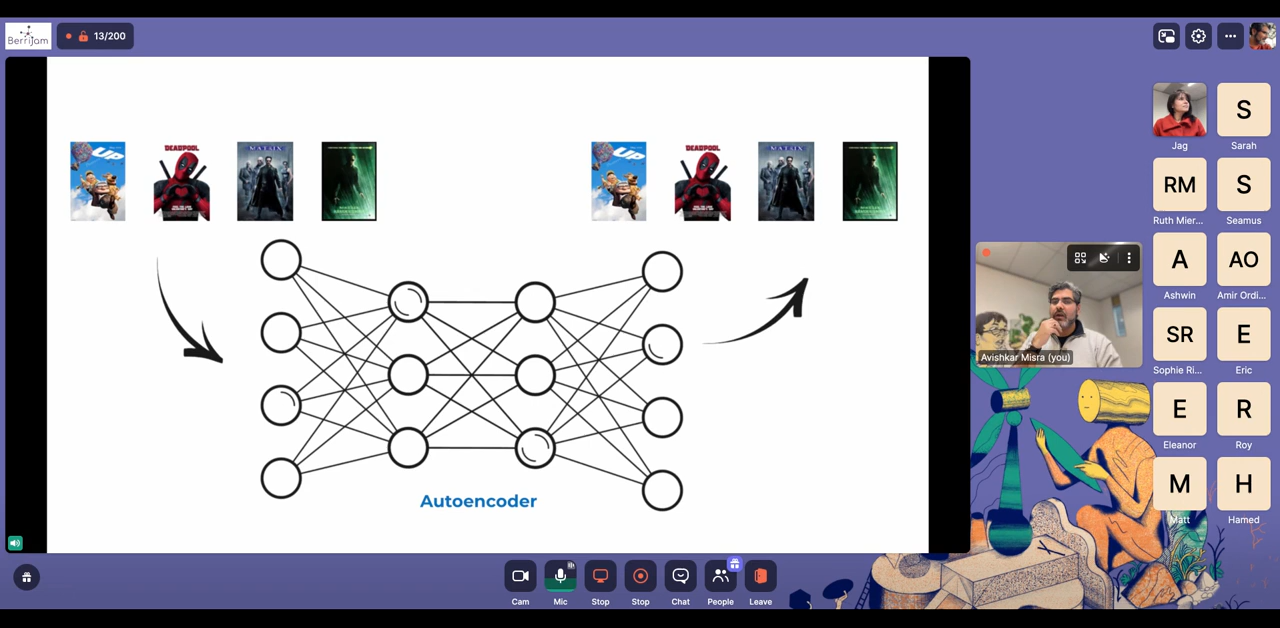 Berrijam
13/200
UP
DEADPOOL
MATRIX
UP
DEADPOOL
MATRIX
Autoencoder
Avishkar Misra (you)
Jag
S
Sarah
RM
Ruth Mier...
S
Seamus
A
Ashwin
AO
Amir Ordi...
SR
Sophie Ri...
E
Eric
E
Eleanor
R
Roy
M
Matt
H
Hamed
Cam
Mic
Stop
Stop
Chat
People
Leave